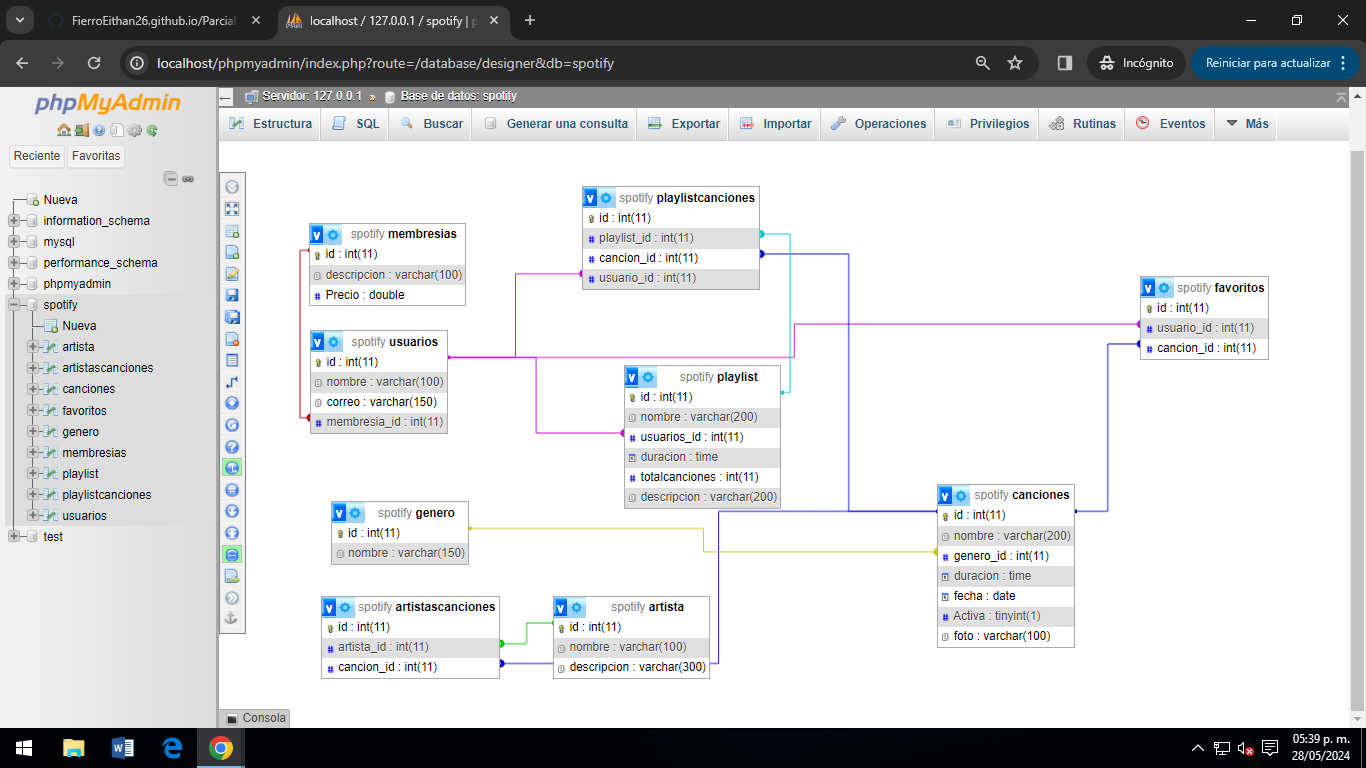 FierroEithan26.github.io/Parcial
localhost / 127.0.0.1 / spotify | p
localhost/phpmyadmin/index.php?route=/database/designer&db=spotify
Incógnito
Reiniciar para actualizar
phpMyAdmin
Reciente
Favoritas
Nueva
information_schema
mysql
performance_schema
phpmyadmin
spotify
Nueva
artista
artistascanciones
canciones
favoritos
genero
membresias
playlist
playlistcanciones
usuarios
test
Servidor: 127.0.0.1 » Base de datos: spotify
Estructura
SQL
Buscar
Generar una consulta
Exportar
Importar
Operaciones
Privilegios
Rutinas
Eventos
Más
spotify membresias
id : int(11)
descripcion : varchar(100)
Precio : double
spotify usuarios
id : int(11)
nombre : varchar(100)
correo : varchar(150)
membresia_id : int(11)
spotify genero
id : int(11)
nombre : varchar(150)
spotify artistascanciones
id : int(11)
artista_id : int(11)
cancion_id : int(11)
spotify artista
id : int(11)
nombre : varchar(100)
descripcion : varchar(300)
spotify playlistcanciones
id : int(11)
playlist_id : int(11)
cancion_id : int(11)
usuario_id : int(11)
spotify playlist
id : int(11)
nombre : varchar(200)
usuarios_id : int(11)
duracion : time
totalcanciones : int(11)
descripcion : varchar(200)
spotify canciones
id : int(11)
nombre : varchar(200)
genero_id : int(11)
duracion : time
fecha : date
Activa : tinyint(1)
foto : varchar(100)
spotify favoritos
id : int(11)
usuario_id : int(11)
cancion_id : int(11)
Consola
05:39 p. m.
28/05/2024